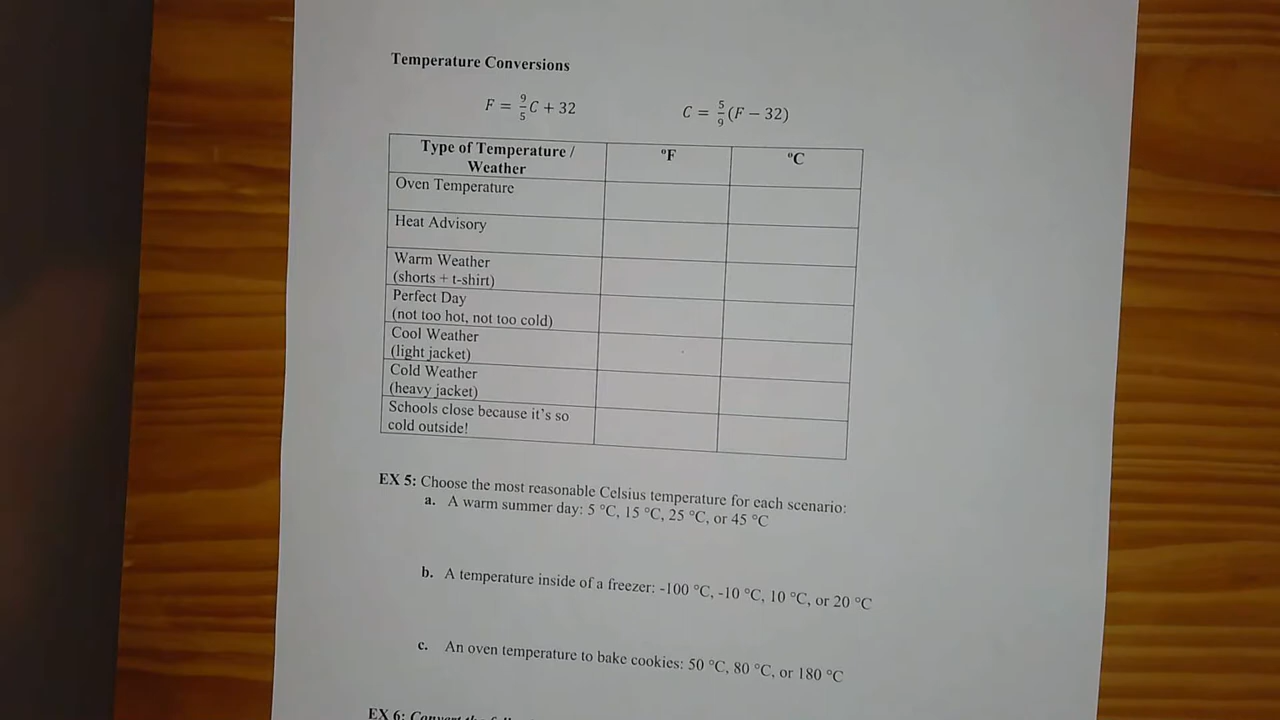 Temperature Conversions
F = 9/5 C + 32 C = 5/9 (F − 32)
Type of Temperature / Weather ºF ºC
Oven Temperature
Heat Advisory
Warm Weather
(shorts + t-shirt)
Perfect Day
(not too hot, not too cold)
Cool Weather
(light jacket)
Cold Weather
(heavy jacket)
Schools close because it's so
cold outside!
EX 5: Choose the most reasonable Celsius temperature for each scenario:
a. A warm summer day: 5 °C, 15 °C, 25 °C, or 45 °C
b. A temperature inside of a freezer: -100 °C, -10 °C, 10 °C, or 20 °C
c. An oven temperature to bake cookies: 50 °C, 80 °C, or 180 °C
EX 6: